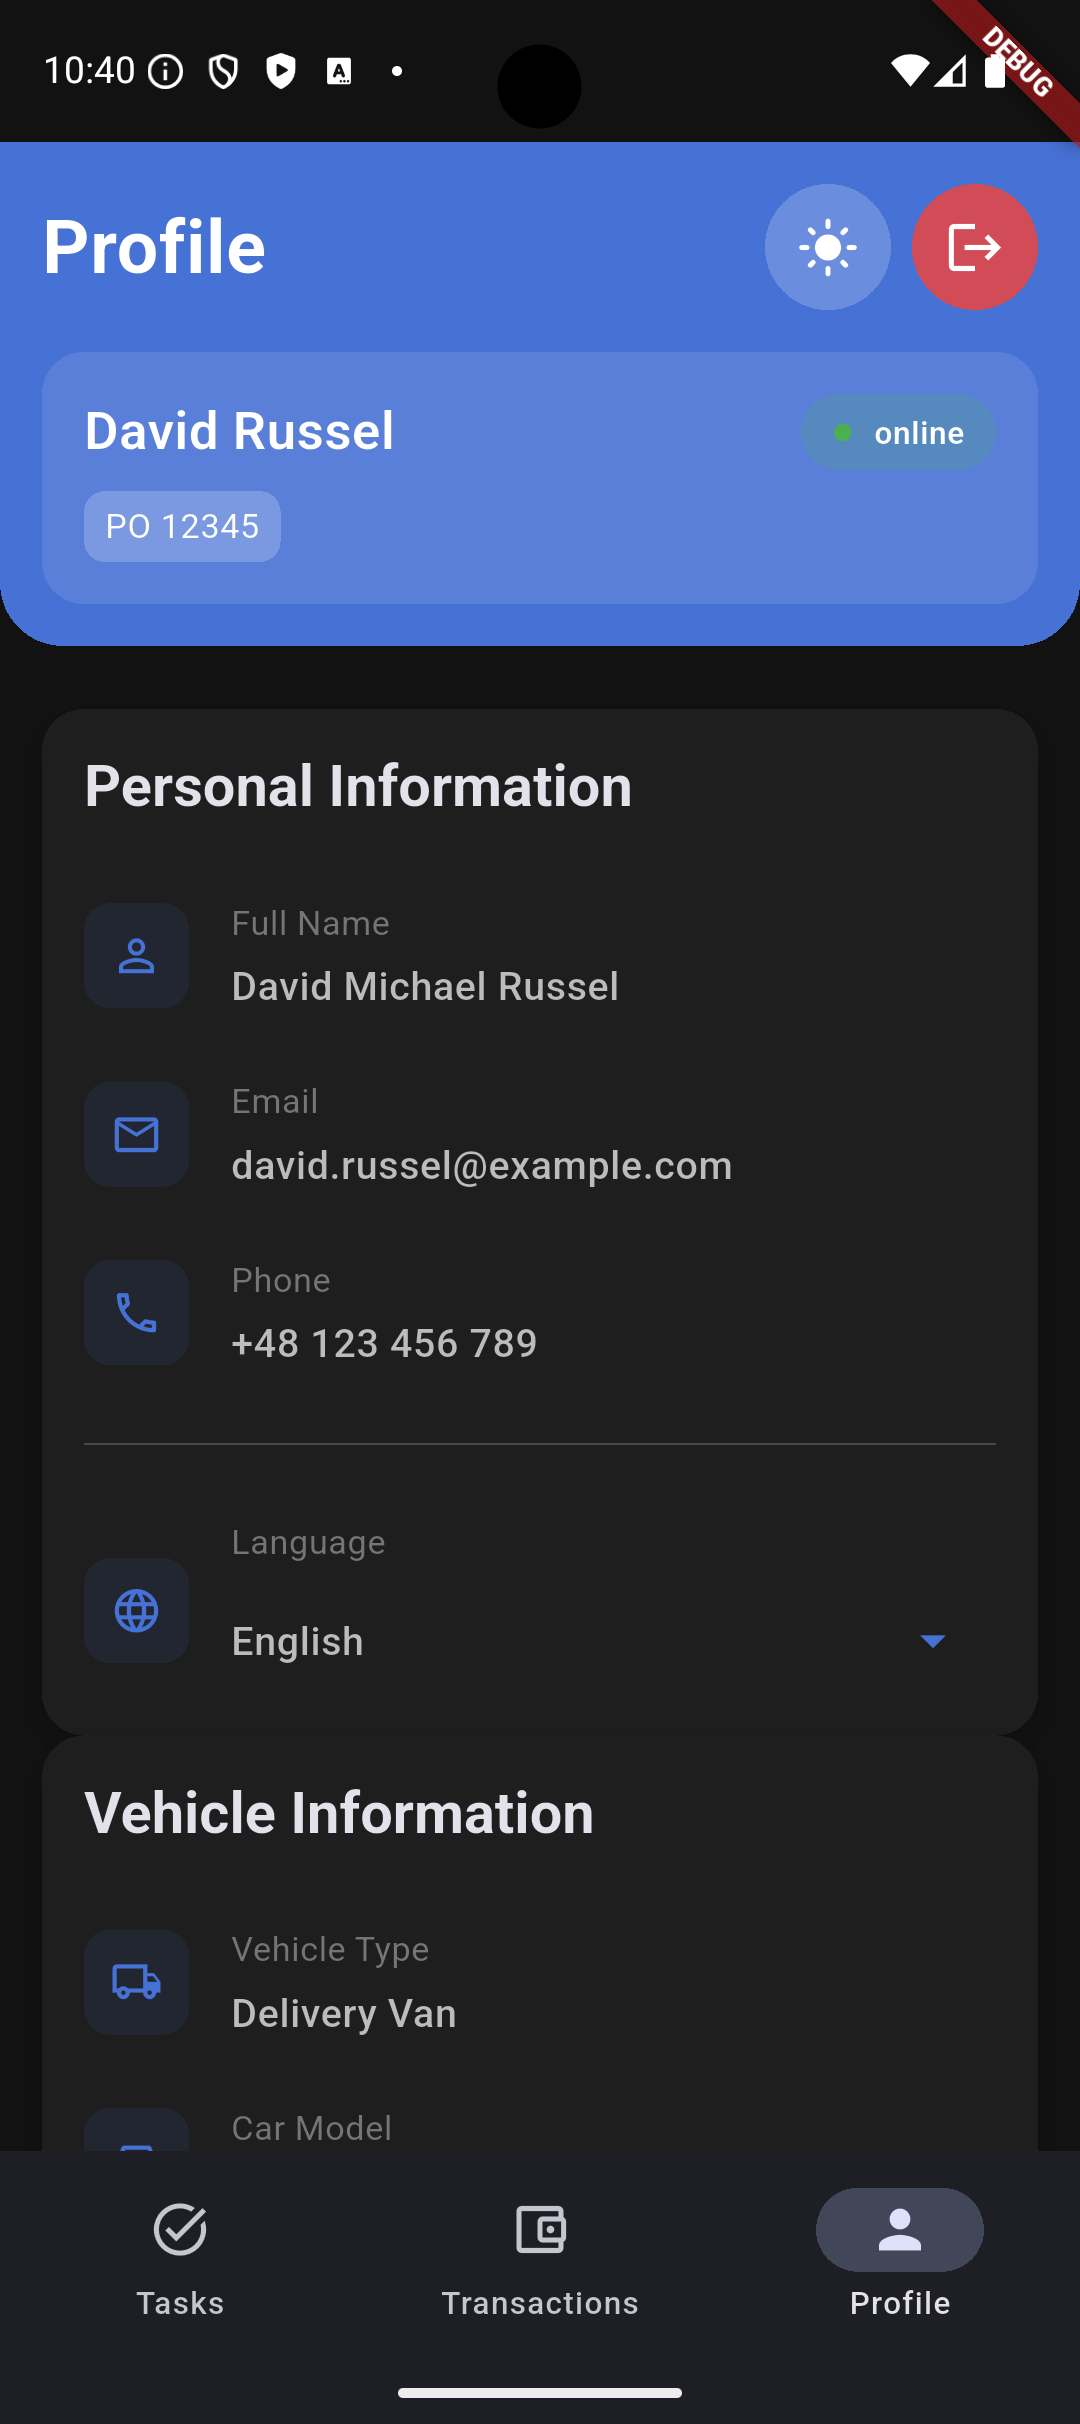 10:40
DEBUG
Profile
David Russel
online
PO 12345
Personal Information
Full Name
David Michael Russel
Email
david.russel@example.com
Phone
+48 123 456 789
Language
English
Vehicle Information
Vehicle Type
Delivery Van
Car Model
Tasks
Transactions
Profile